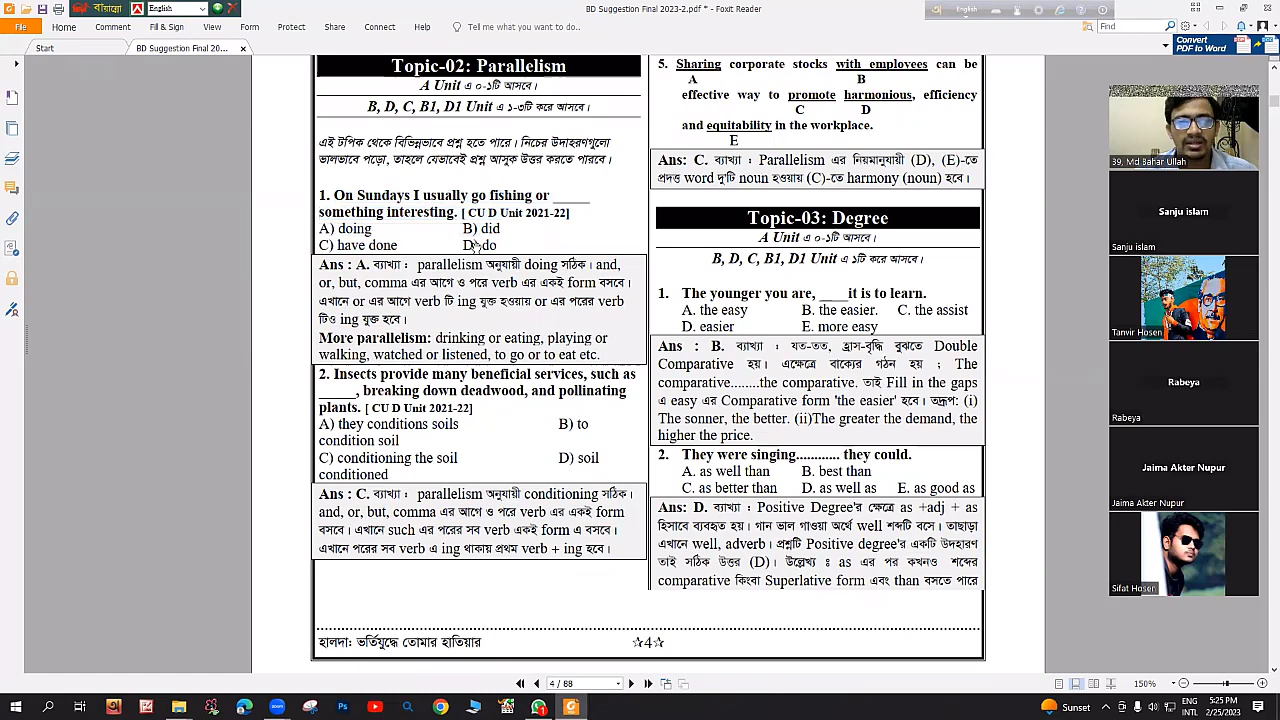 English
BD Suggestion Final 2023-2.pdf * - Foxit Reader
English
File
Home
Comment
Fill & Sign
View
Form
Protect
Share
Connect
Help
Tell me what you want to do...
Find
Start
BD Suggestion Final 20...
Convert
PDF to Word
Topic-02: Parallelism
A Unit এ ০-১টি আসবে।
B, D, C, B1, D1 Unit এ ১-৩টি করে আসবে।
এই টপিক থেকে বিভিন্নভাবে প্রশ্ন হতে পারে। নিচের উদাহরণগুলো
ভালভাবে পড়ো, তাহলে যেভাবেই প্রশ্ন আসুক উত্তর করতে পারবে।
1. On Sundays I usually go fishing or _____
something interesting. [ CU D Unit 2021-22]
A) doing B) did
C) have done D) do
Ans : A. ব্যাখ্যা : parallelism অনুযায়ী doing সঠিক। and,
or, but, comma এর আগে ও পরে verb এর একই form বসবে।
এখানে or এর আগে verb টি ing যুক্ত হওয়ায় or এর পরের verb
টিও ing যুক্ত হবে।
More parallelism: drinking or eating, playing or
walking, watched or listened, to go or to eat etc.
2. Insects provide many beneficial services, such as
_____, breaking down deadwood, and pollinating
plants. [ CU D Unit 2021-22]
A) they conditions soils B) to
condition soil
C) conditioning the soil D) soil
conditioned
Ans : C. ব্যাখ্যা : parallelism অনুযায়ী conditioning সঠিক।
and, or, but, comma এর আগে ও পরে verb এর একই form
বসবে। এখানে such এর পরের সব verb একই form এ বসবে।
এখানে পরের সব verb এ ing থাকায় প্রথম verb + ing হবে।
5. Sharing corporate stocks with employees can be
A B
effective way to promote harmonious, efficiency
C D
and equitability in the workplace.
E
Ans: C. ব্যাখ্যা : Parallelism এর নিয়মানুযায়ী (D), (E)-তে
প্রদত্ত word দু'টি noun হওয়ায় (C)-তে harmony (noun) হবে।
Topic-03: Degree
A Unit এ ০-১টি আসবে।
B, D, C, B1, D1 Unit এ ১টি করে আসবে।
1. The younger you are, ____it is to learn.
A. the easy B. the easier. C. the assist
D. easier E. more easy
Ans : B. ব্যাখ্যা : যত-তত, হ্রাস-বৃদ্ধি বুঝতে Double
Comparative হয়। এক্ষেত্রে বাক্যের গঠন হয় ; The
comparative........the comparative. তাই Fill in the gaps
এ easy এর Comparative form 'the easier' হবে। তদ্রূপ: (i)
The sonner, the better. (ii)The greater the demand, the
higher the price.
2. They were singing............ they could.
A. as well than B. best than
C. as better than D. as well as E. as good as
Ans: D. ব্যাখ্যা : Positive Degree'র ক্ষেত্রে as +adj + as
হিসাবে ব্যবহৃত হয়। গান ভাল গাওয়া অর্থে well শব্দটি বসে। তাছাড়া
এখানে well, adverb। প্রশ্নটি Positive degree'র একটি উদাহরণ
তাই সঠিক উত্তর (D)। উল্লেখ্য ঃ as এর পর কখনও শব্দের
comparative কিংবা Superlative form এবং than বসতে পারে
হালদা: ভর্তিযুদ্ধে তোমার হাতিয়ার ☆4☆
39, Md Bahar Ullah
Sanju islam
Sanju islam
Tanvir Hosen
Rabeya
Rabeya
Jaima Akter Nupur
Jaima Akter Nupur
Sifat Hosen
4 / 88
150%
Sunset
ENG
INTL
5:25 PM
2/25/2023